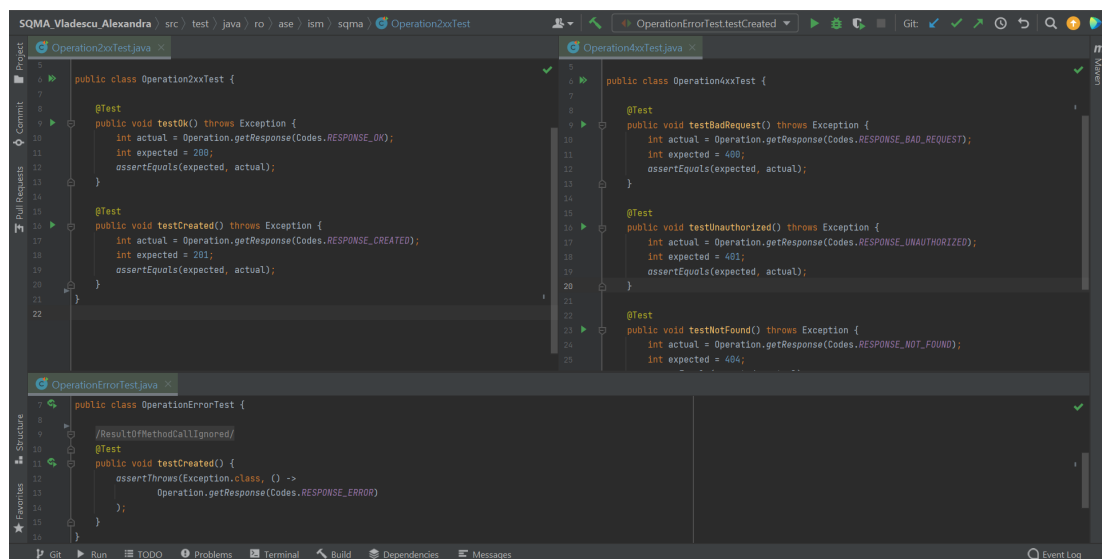 SQMA_Vladescu_Alexandra > src > test > java > ro > ase > ism > sqma > Operation2xxTest
OperationErrorTest.testCreated
Git:
Project
Commit
Pull Requests
Structure
Favorites
Maven
Operation2xxTest.java
5
6 public class Operation2xxTest {
7
8 @Test
9 public void testOk() throws Exception {
10 int actual = Operation.getResponse(Codes.RESPONSE_OK);
11 int expected = 200;
12 assertEquals(expected, actual);
13 }
14
15 @Test
16 public void testCreated() throws Exception {
17 int actual = Operation.getResponse(Codes.RESPONSE_CREATED);
18 int expected = 201;
19 assertEquals(expected, actual);
20 }
21 }
22
Operation4xxTest.java
5
6 public class Operation4xxTest {
7
8 @Test
9 public void testBadRequest() throws Exception {
10 int actual = Operation.getResponse(Codes.RESPONSE_BAD_REQUEST);
11 int expected = 400;
12 assertEquals(expected, actual);
13 }
14
15 @Test
16 public void testUnauthorized() throws Exception {
17 int actual = Operation.getResponse(Codes.RESPONSE_UNAUTHORIZED);
18 int expected = 401;
19 assertEquals(expected, actual);
20 }
21
22 @Test
23 public void testNotFound() throws Exception {
24 int actual = Operation.getResponse(Codes.RESPONSE_NOT_FOUND);
25 int expected = 404;
OperationErrorTest.java
7 public class OperationErrorTest {
8
9 /ResultOfMethodCallIgnored/
10 @Test
11 public void testCreated() {
12 assertThrows(Exception.class, () ->
13 Operation.getResponse(Codes.RESPONSE_ERROR)
14 );
15 }
16 }
Git Run TODO Problems Terminal Build Dependencies Messages Event Log